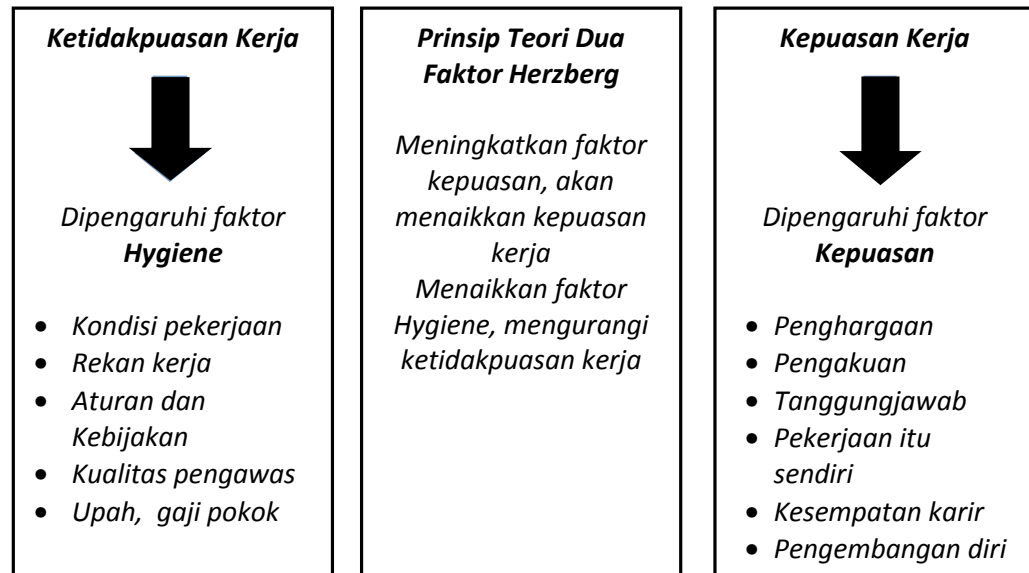 Ketidakpuasan Kerja
Dipengaruhi faktor
Hygiene
• Kondisi pekerjaan
• Rekan kerja
• Aturan dan
Kebijakan
• Kualitas pengawas
• Upah, gaji pokok
Prinsip Teori Dua
Faktor Herzberg
Meningkatkan faktor
kepuasan, akan
menaikkan kepuasan
kerja
Menaikkan faktor
Hygiene, mengurangi
ketidakpuasan kerja
Kepuasan Kerja
Dipengaruhi faktor
Kepuasan
• Penghargaan
• Pengakuan
• Tanggungjawab
• Pekerjaan itu
sendiri
• Kesempatan karir
• Pengembangan diri